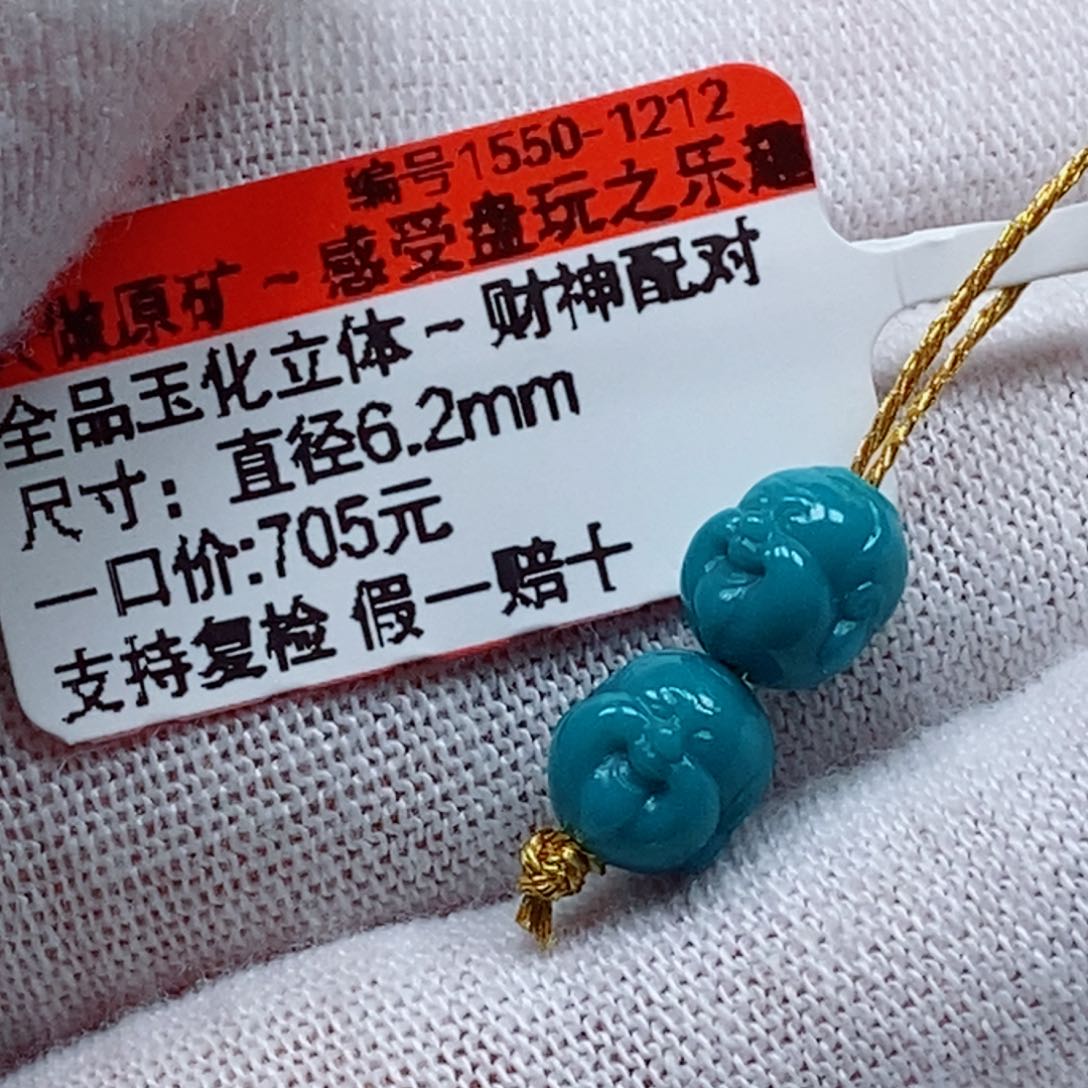 编号1550-1212
做原矿~感受盘玩之乐趣
全品玉化立体~财神配对
尺寸：直径6.2mm
一口价:705元
支持复检 假一赔十